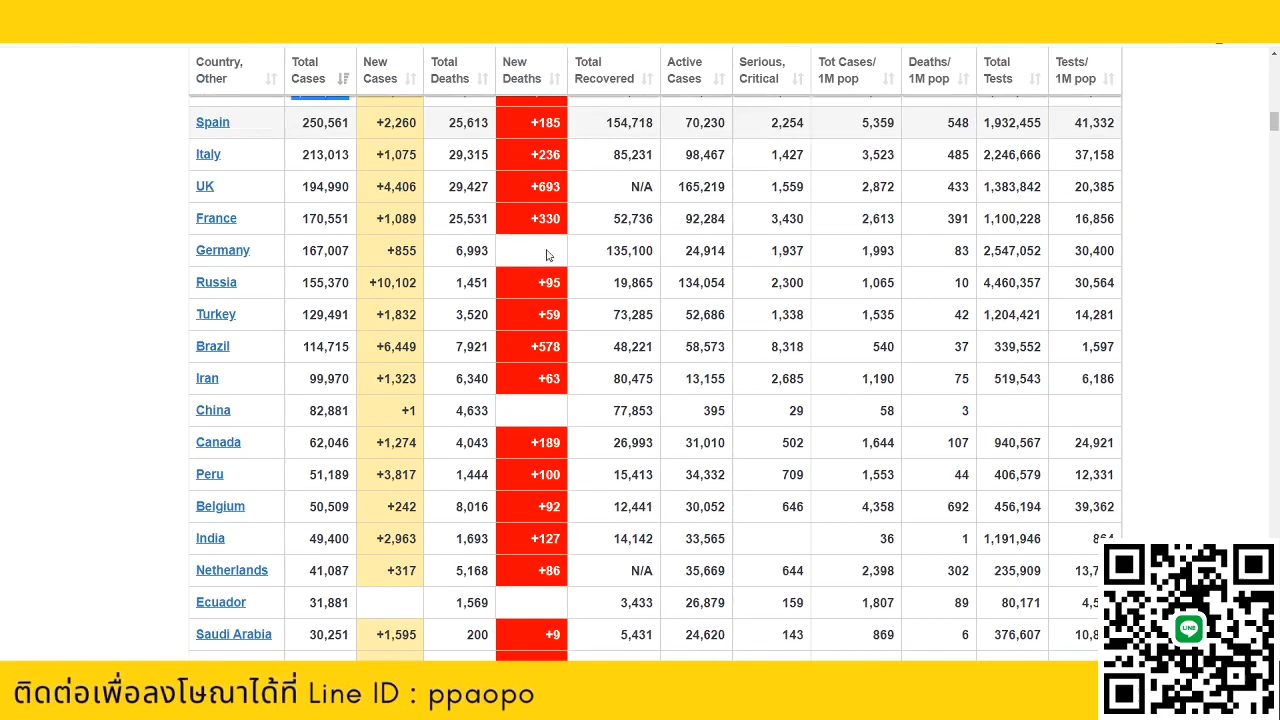 Country, Other Total Cases New Cases Total Deaths New Deaths Total Recovered Active Cases Serious, Critical Tot Cases/ 1M pop Deaths/ 1M pop Total Tests Tests/ 1M pop
Spain 250,561 +2,260 25,613 +185 154,718 70,230 2,254 5,359 548 1,932,455 41,332
Italy 213,013 +1,075 29,315 +236 85,231 98,467 1,427 3,523 485 2,246,666 37,158
UK 194,990 +4,406 29,427 +693 N/A 165,219 1,559 2,872 433 1,383,842 20,385
France 170,551 +1,089 25,531 +330 52,736 92,284 3,430 2,613 391 1,100,228 16,856
Germany 167,007 +855 6,993 135,100 24,914 1,937 1,993 83 2,547,052 30,400
Russia 155,370 +10,102 1,451 +95 19,865 134,054 2,300 1,065 10 4,460,357 30,564
Turkey 129,491 +1,832 3,520 +59 73,285 52,686 1,338 1,535 42 1,204,421 14,281
Brazil 114,715 +6,449 7,921 +578 48,221 58,573 8,318 540 37 339,552 1,597
Iran 99,970 +1,323 6,340 +63 80,475 13,155 2,685 1,190 75 519,543 6,186
China 82,881 +1 4,633 77,853 395 29 58 3
Canada 62,046 +1,274 4,043 +189 26,993 31,010 502 1,644 107 940,567 24,921
Peru 51,189 +3,817 1,444 +100 15,413 34,332 709 1,553 44 406,579 12,331
Belgium 50,509 +242 8,016 +92 12,441 30,052 646 4,358 692 456,194 39,362
India 49,400 +2,963 1,693 +127 14,142 33,565 36 1 1,191,946
Netherlands 41,087 +317 5,168 +86 N/A 35,669 644 2,398 302 235,909
Ecuador 31,881 1,569 3,433 26,879 159 1,807 89 80,171
Saudi Arabia 30,251 +1,595 200 +9 5,431 24,620 143 869 6 376,607
LINE
ติดต่อเพื่อลงโษณาได้ที่ Line ID : ppaopo